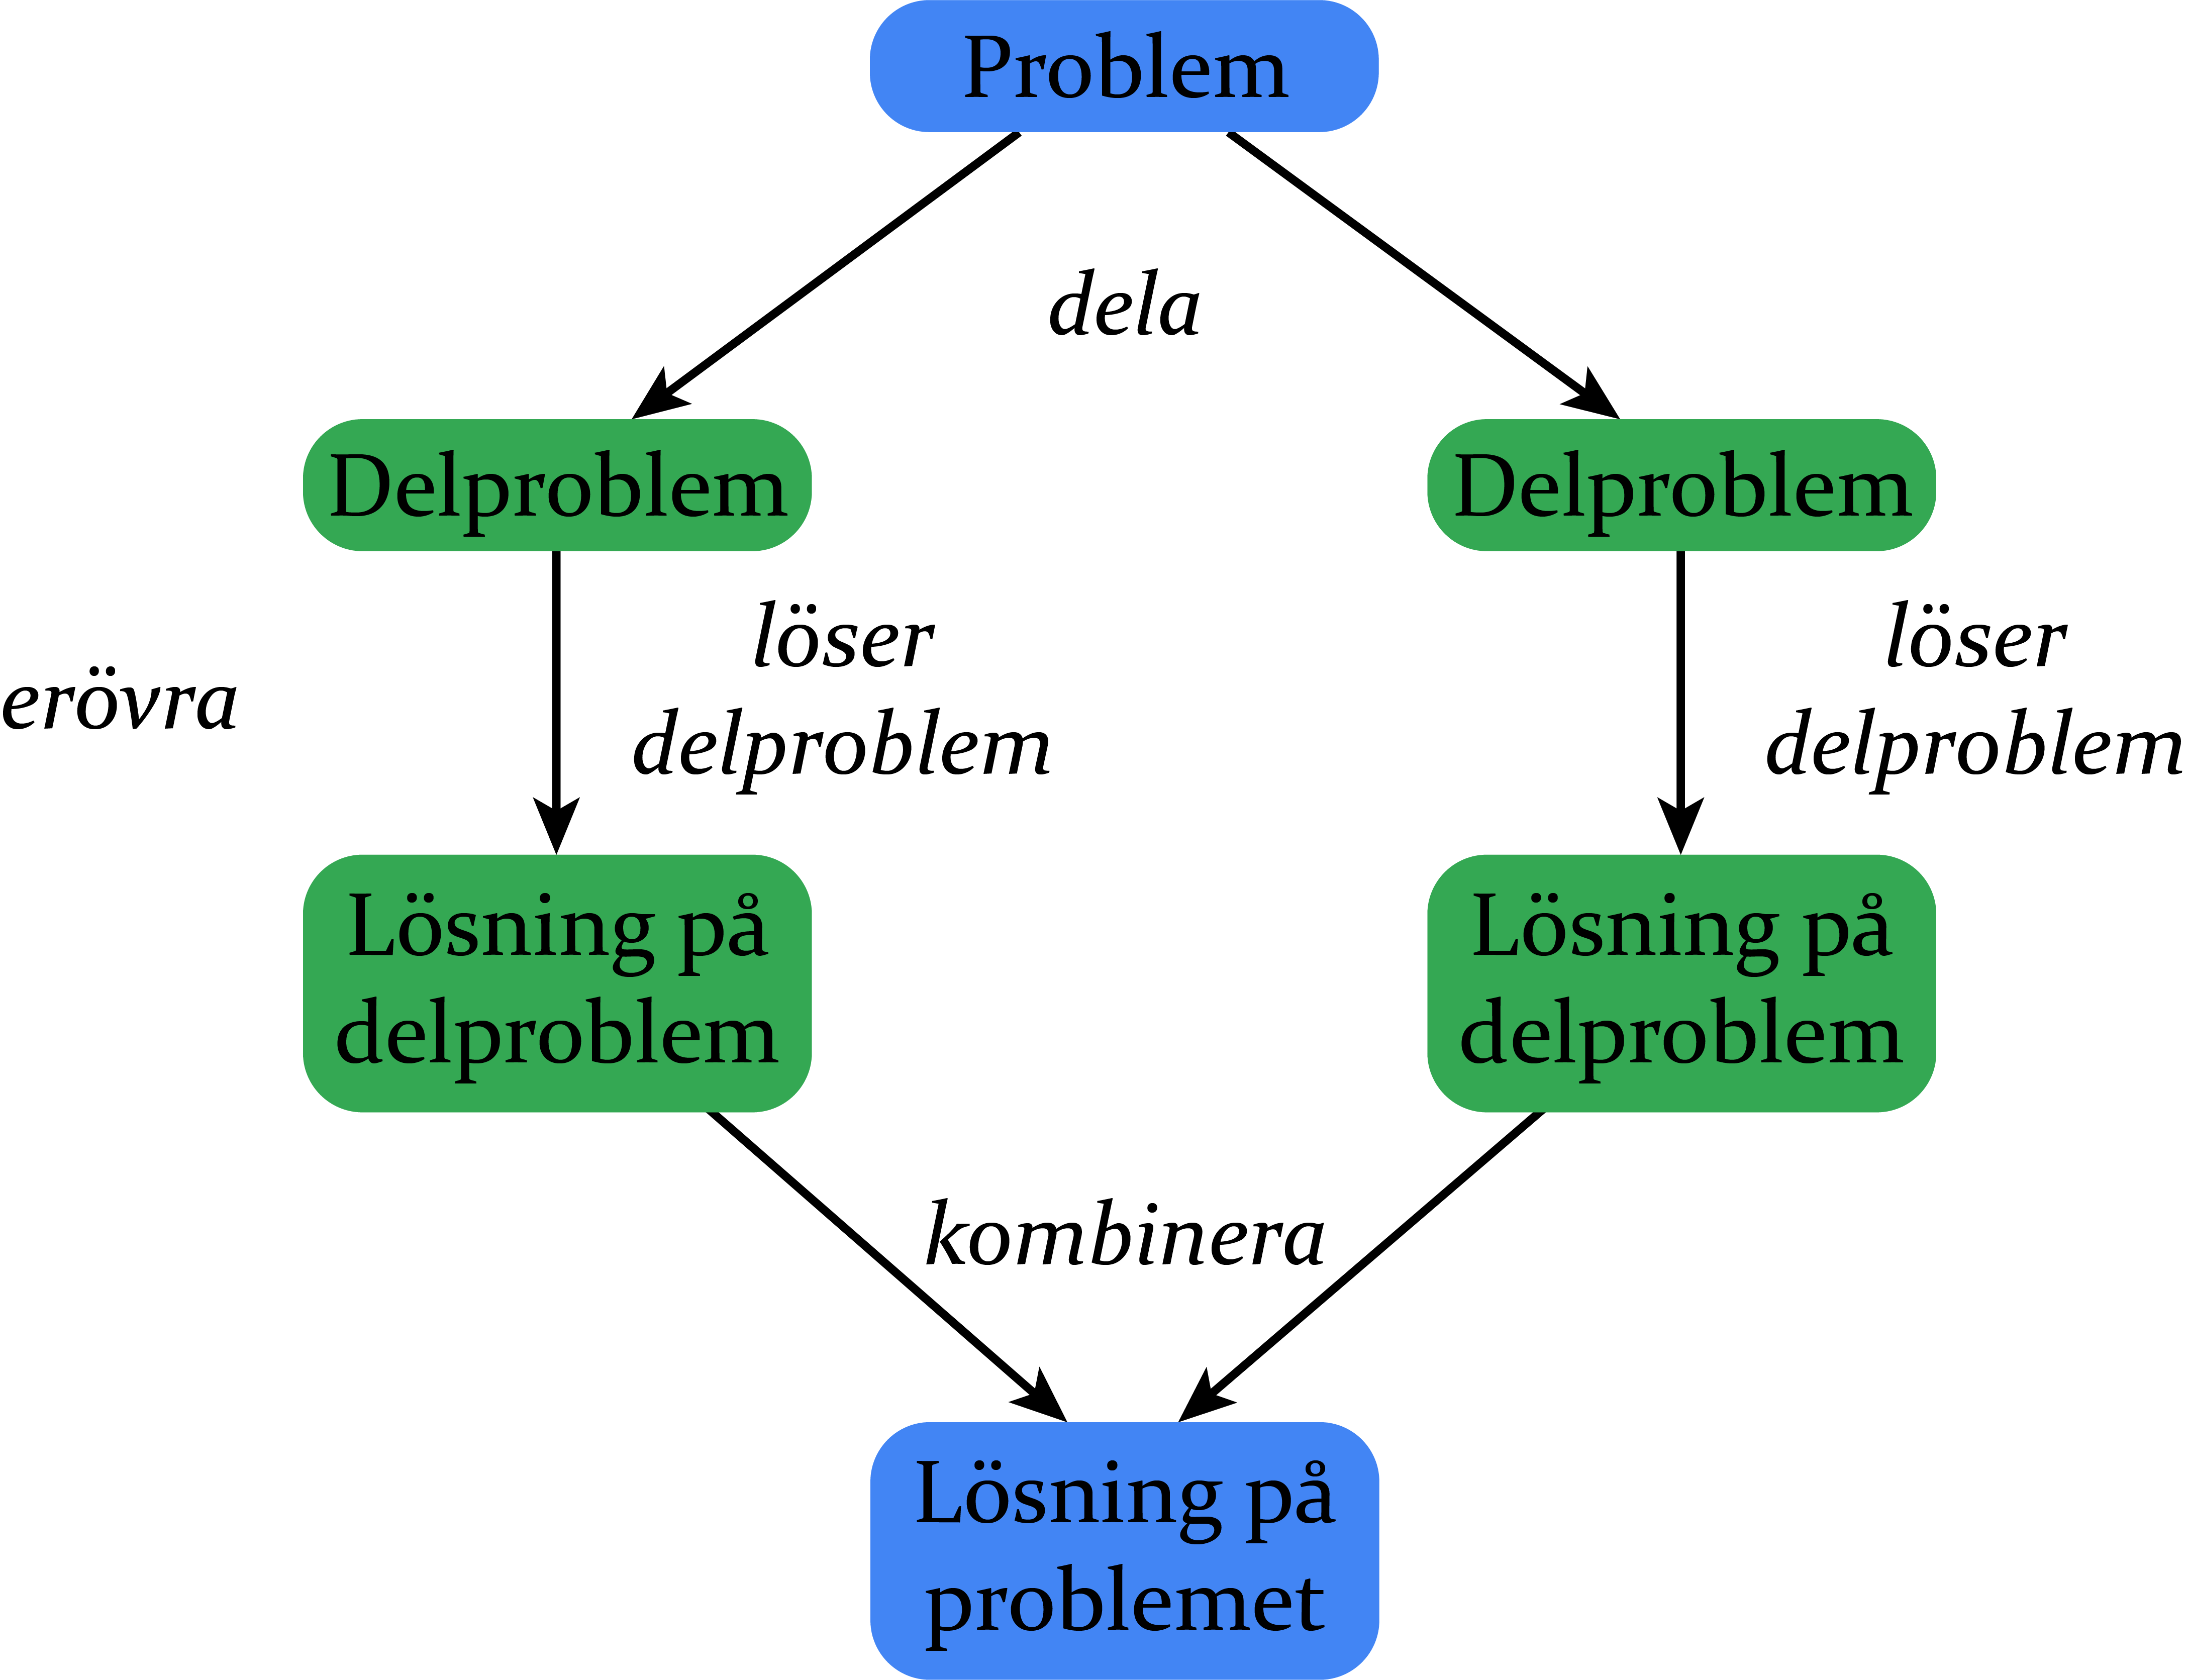 Problem
dela
Delproblem
Delproblem
erövra
löser
delproblem
löser
delproblem
Lösning på
delproblem
Lösning på
delproblem
kombinera
Lösning på
problemet